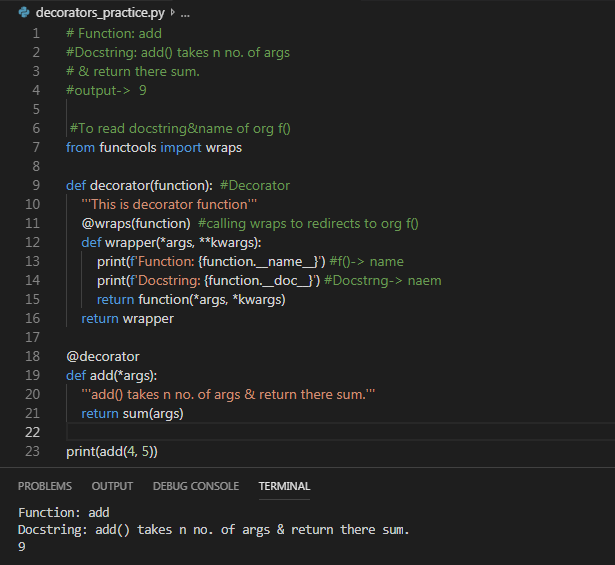 decorators_practice.py > ...
1 # Function: add
2 #Docstring: add() takes n no. of args
3 # & return there sum.
4 #output-> 9
5
6 #To read docstring&name of org f()
7 from functools import wraps
8
9 def decorator(function): #Decorator
10 '''This is decorator function'''
11 @wraps(function) #calling wraps to redirects to org f()
12 def wrapper(*args, **kwargs):
13 print(f'Function: {function.__name__}') #f()-> name
14 print(f'Docstring: {function.__doc__}') #Docstrng-> naem
15 return function(*args, *kwargs)
16 return wrapper
17
18 @decorator
19 def add(*args):
20 '''add() takes n no. of args & return there sum.'''
21 return sum(args)
22
23 print(add(4, 5))
PROBLEMS OUTPUT DEBUG CONSOLE TERMINAL
Function: add
Docstring: add() takes n no. of args & return there sum.
9